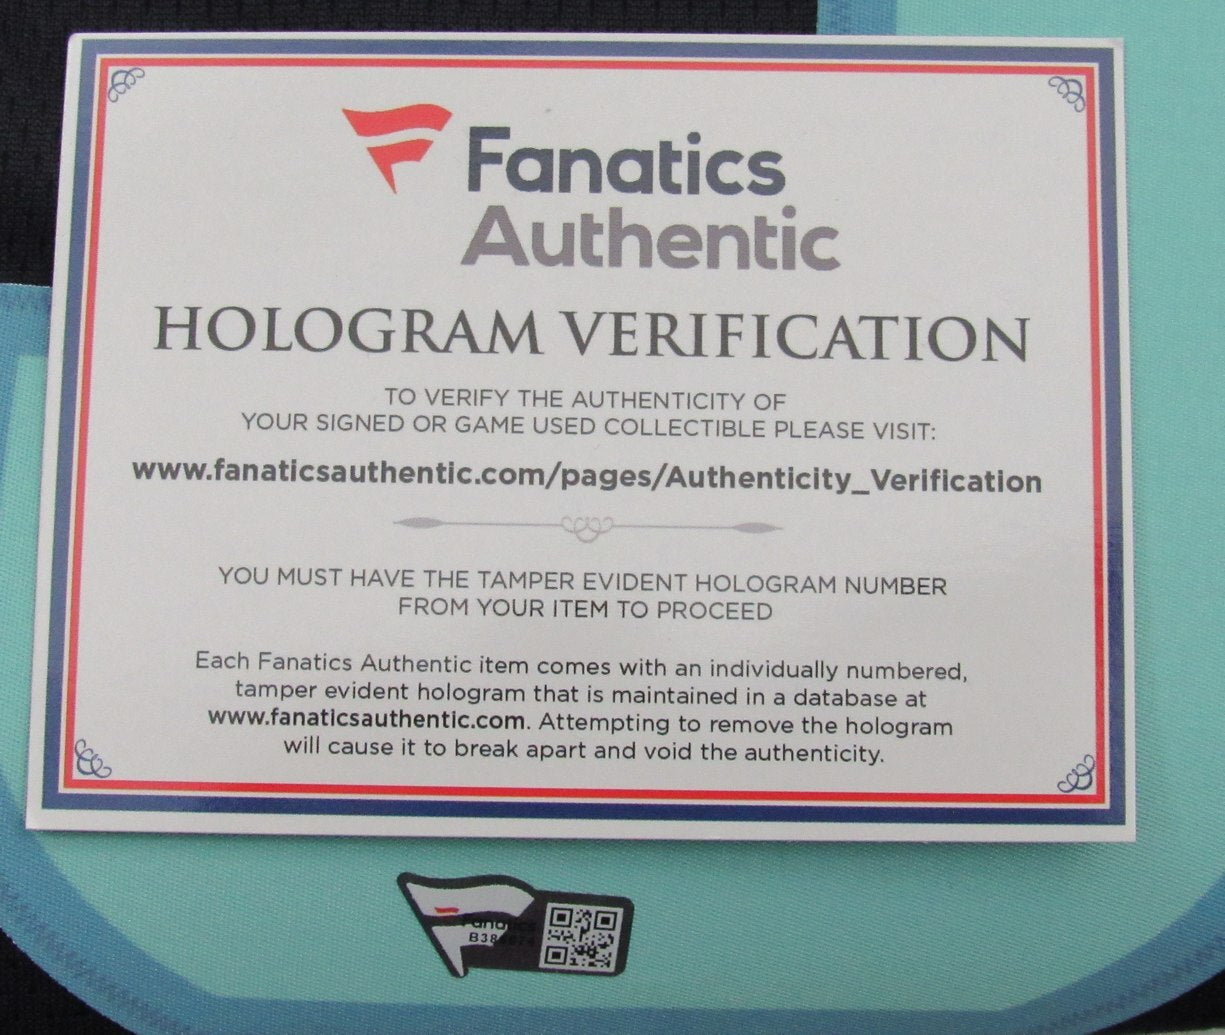 Fanatics
Authentic
HOLOGRAM VERIFICATION
TO VERIFY THE AUTHENTICITY OF
YOUR SIGNED OR GAME USED COLLECTIBLE PLEASE VISIT:
www.fanaticsauthentic.com/pages/Authenticity_Verification
YOU MUST HAVE THE TAMPER EVIDENT HOLOGRAM NUMBER
FROM YOUR ITEM TO PROCEED
Each Fanatics Authentic item comes with an individually numbered,
tamper evident hologram that is maintained in a database at
www.fanaticsauthentic.com. Attempting to remove the hologram
will cause it to break apart and void the authenticity.
Fanatics